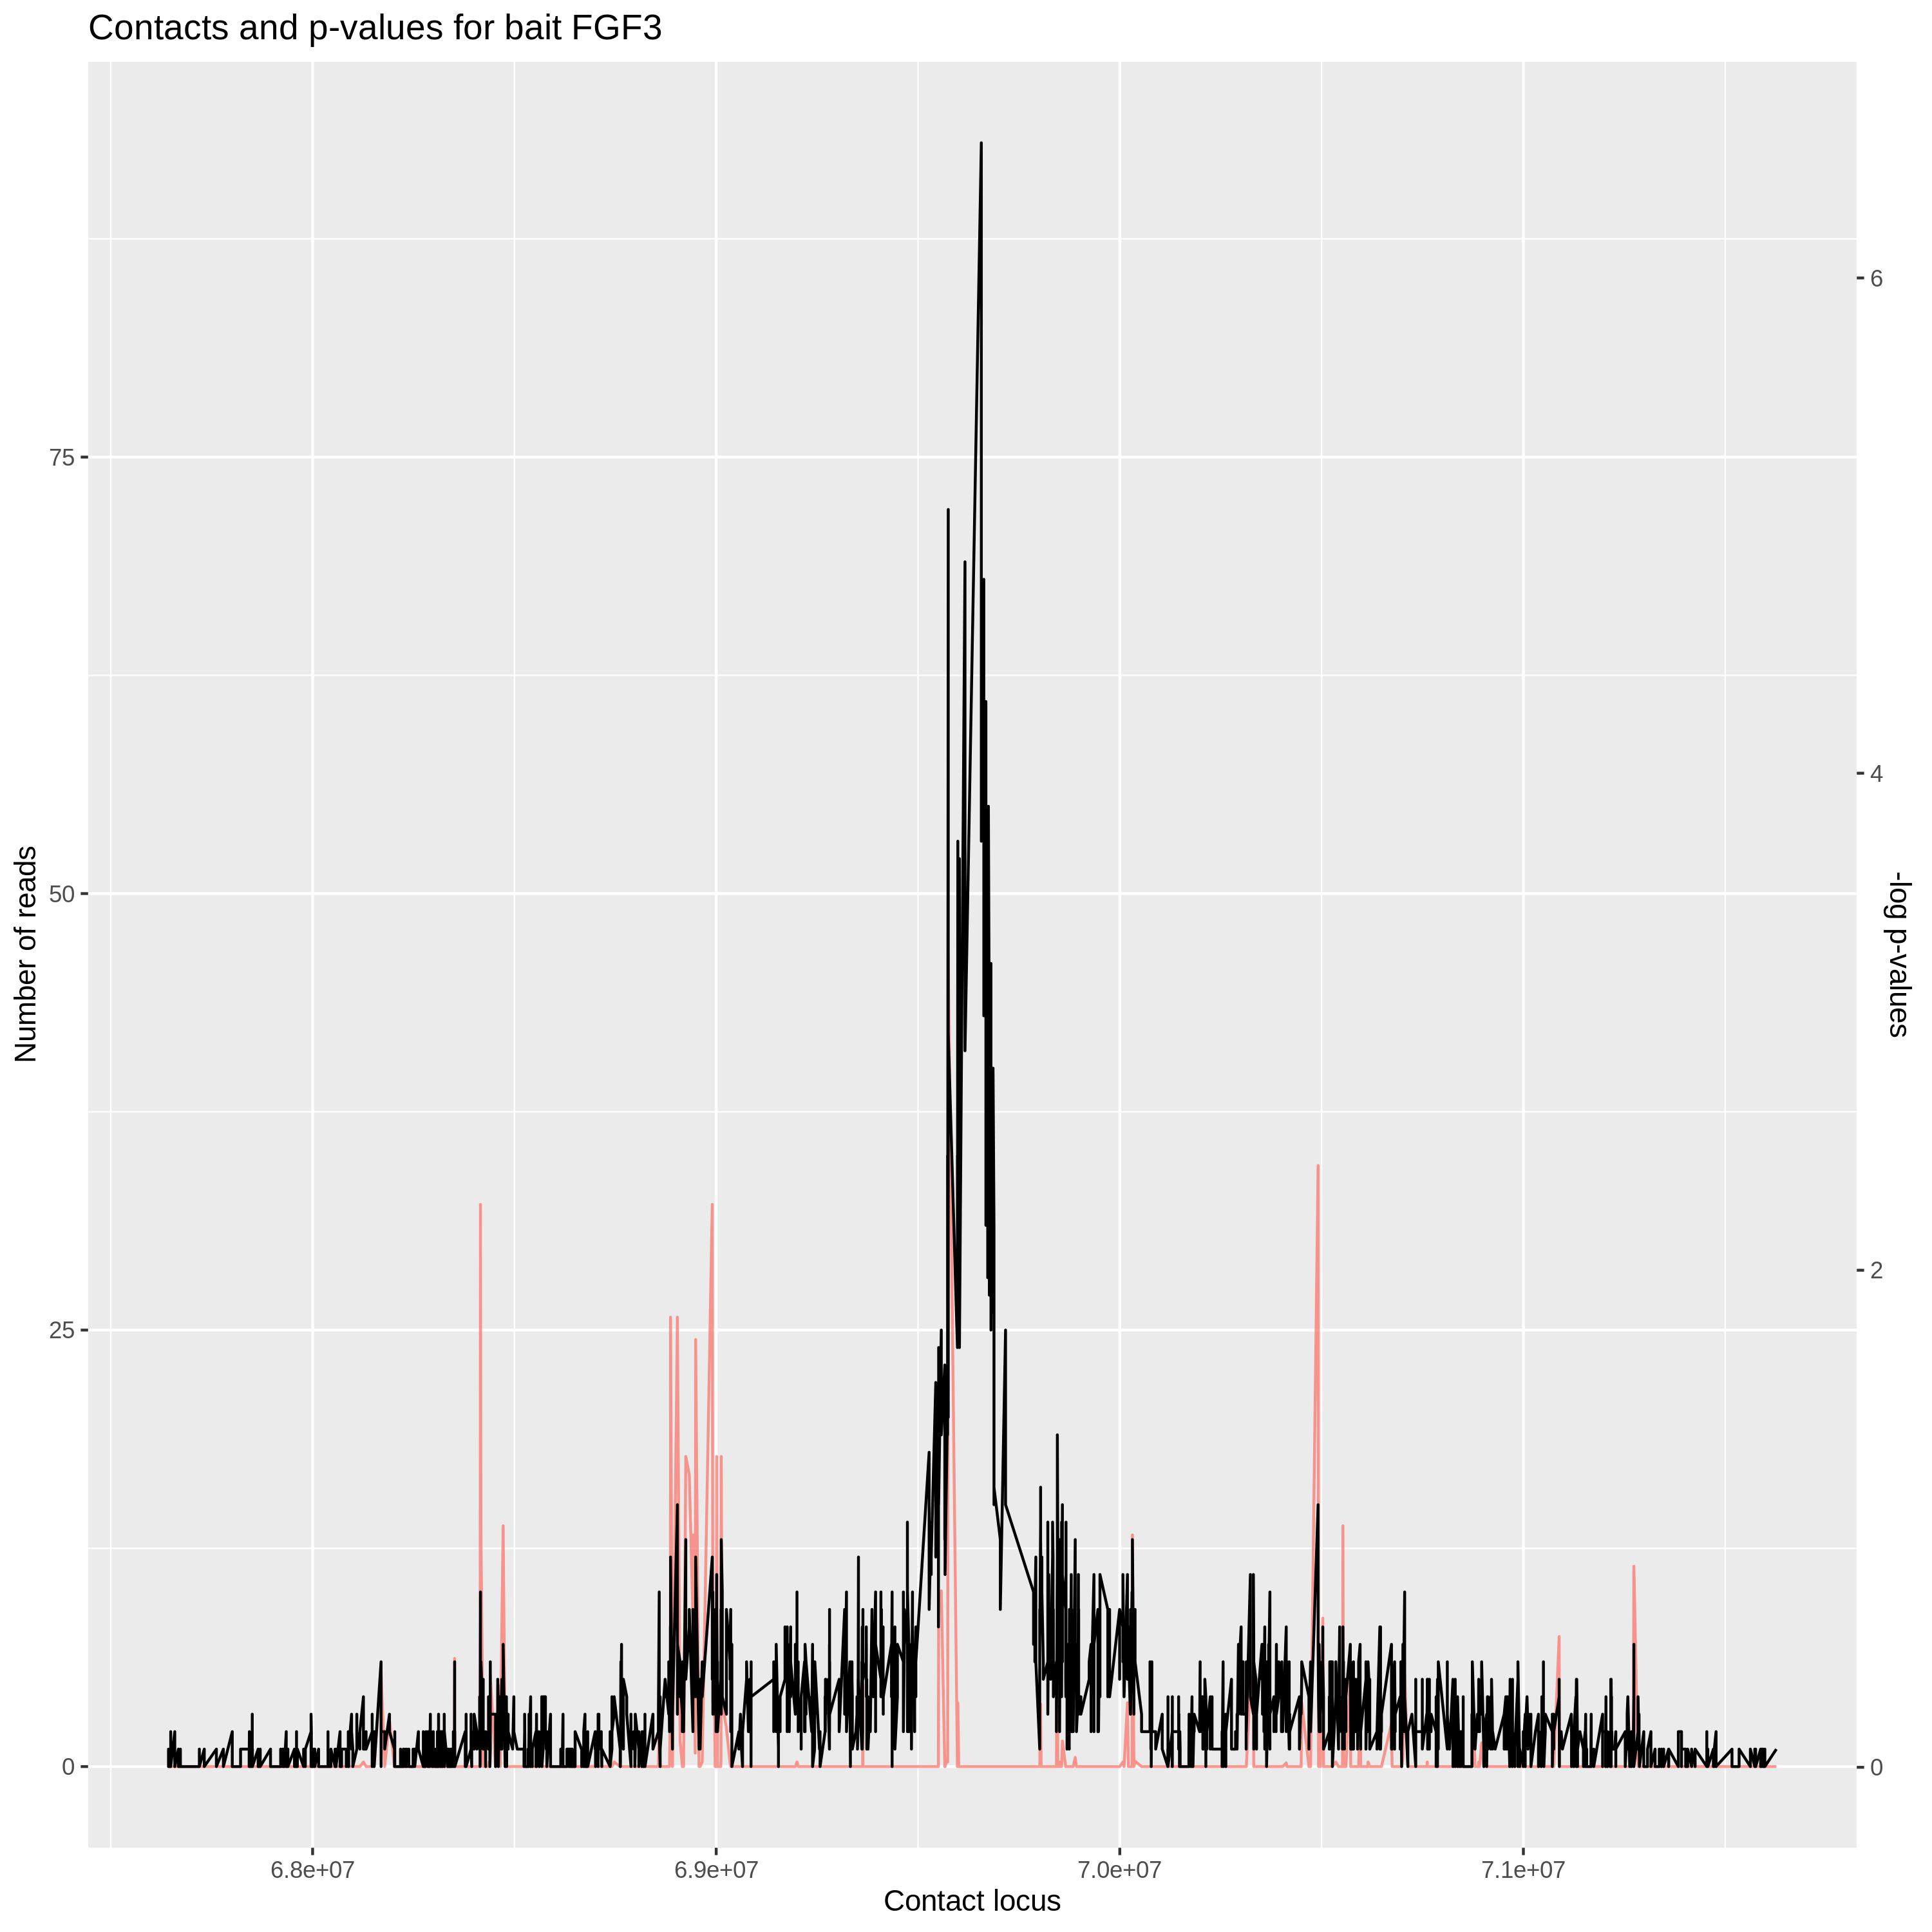 Contacts and p-values for bait FGF3
75
50
25
0
6
4
2
0
Number of reads
-log p-values
6.8e+07 6.9e+07 7.0e+07 7.1e+07
Contact locus